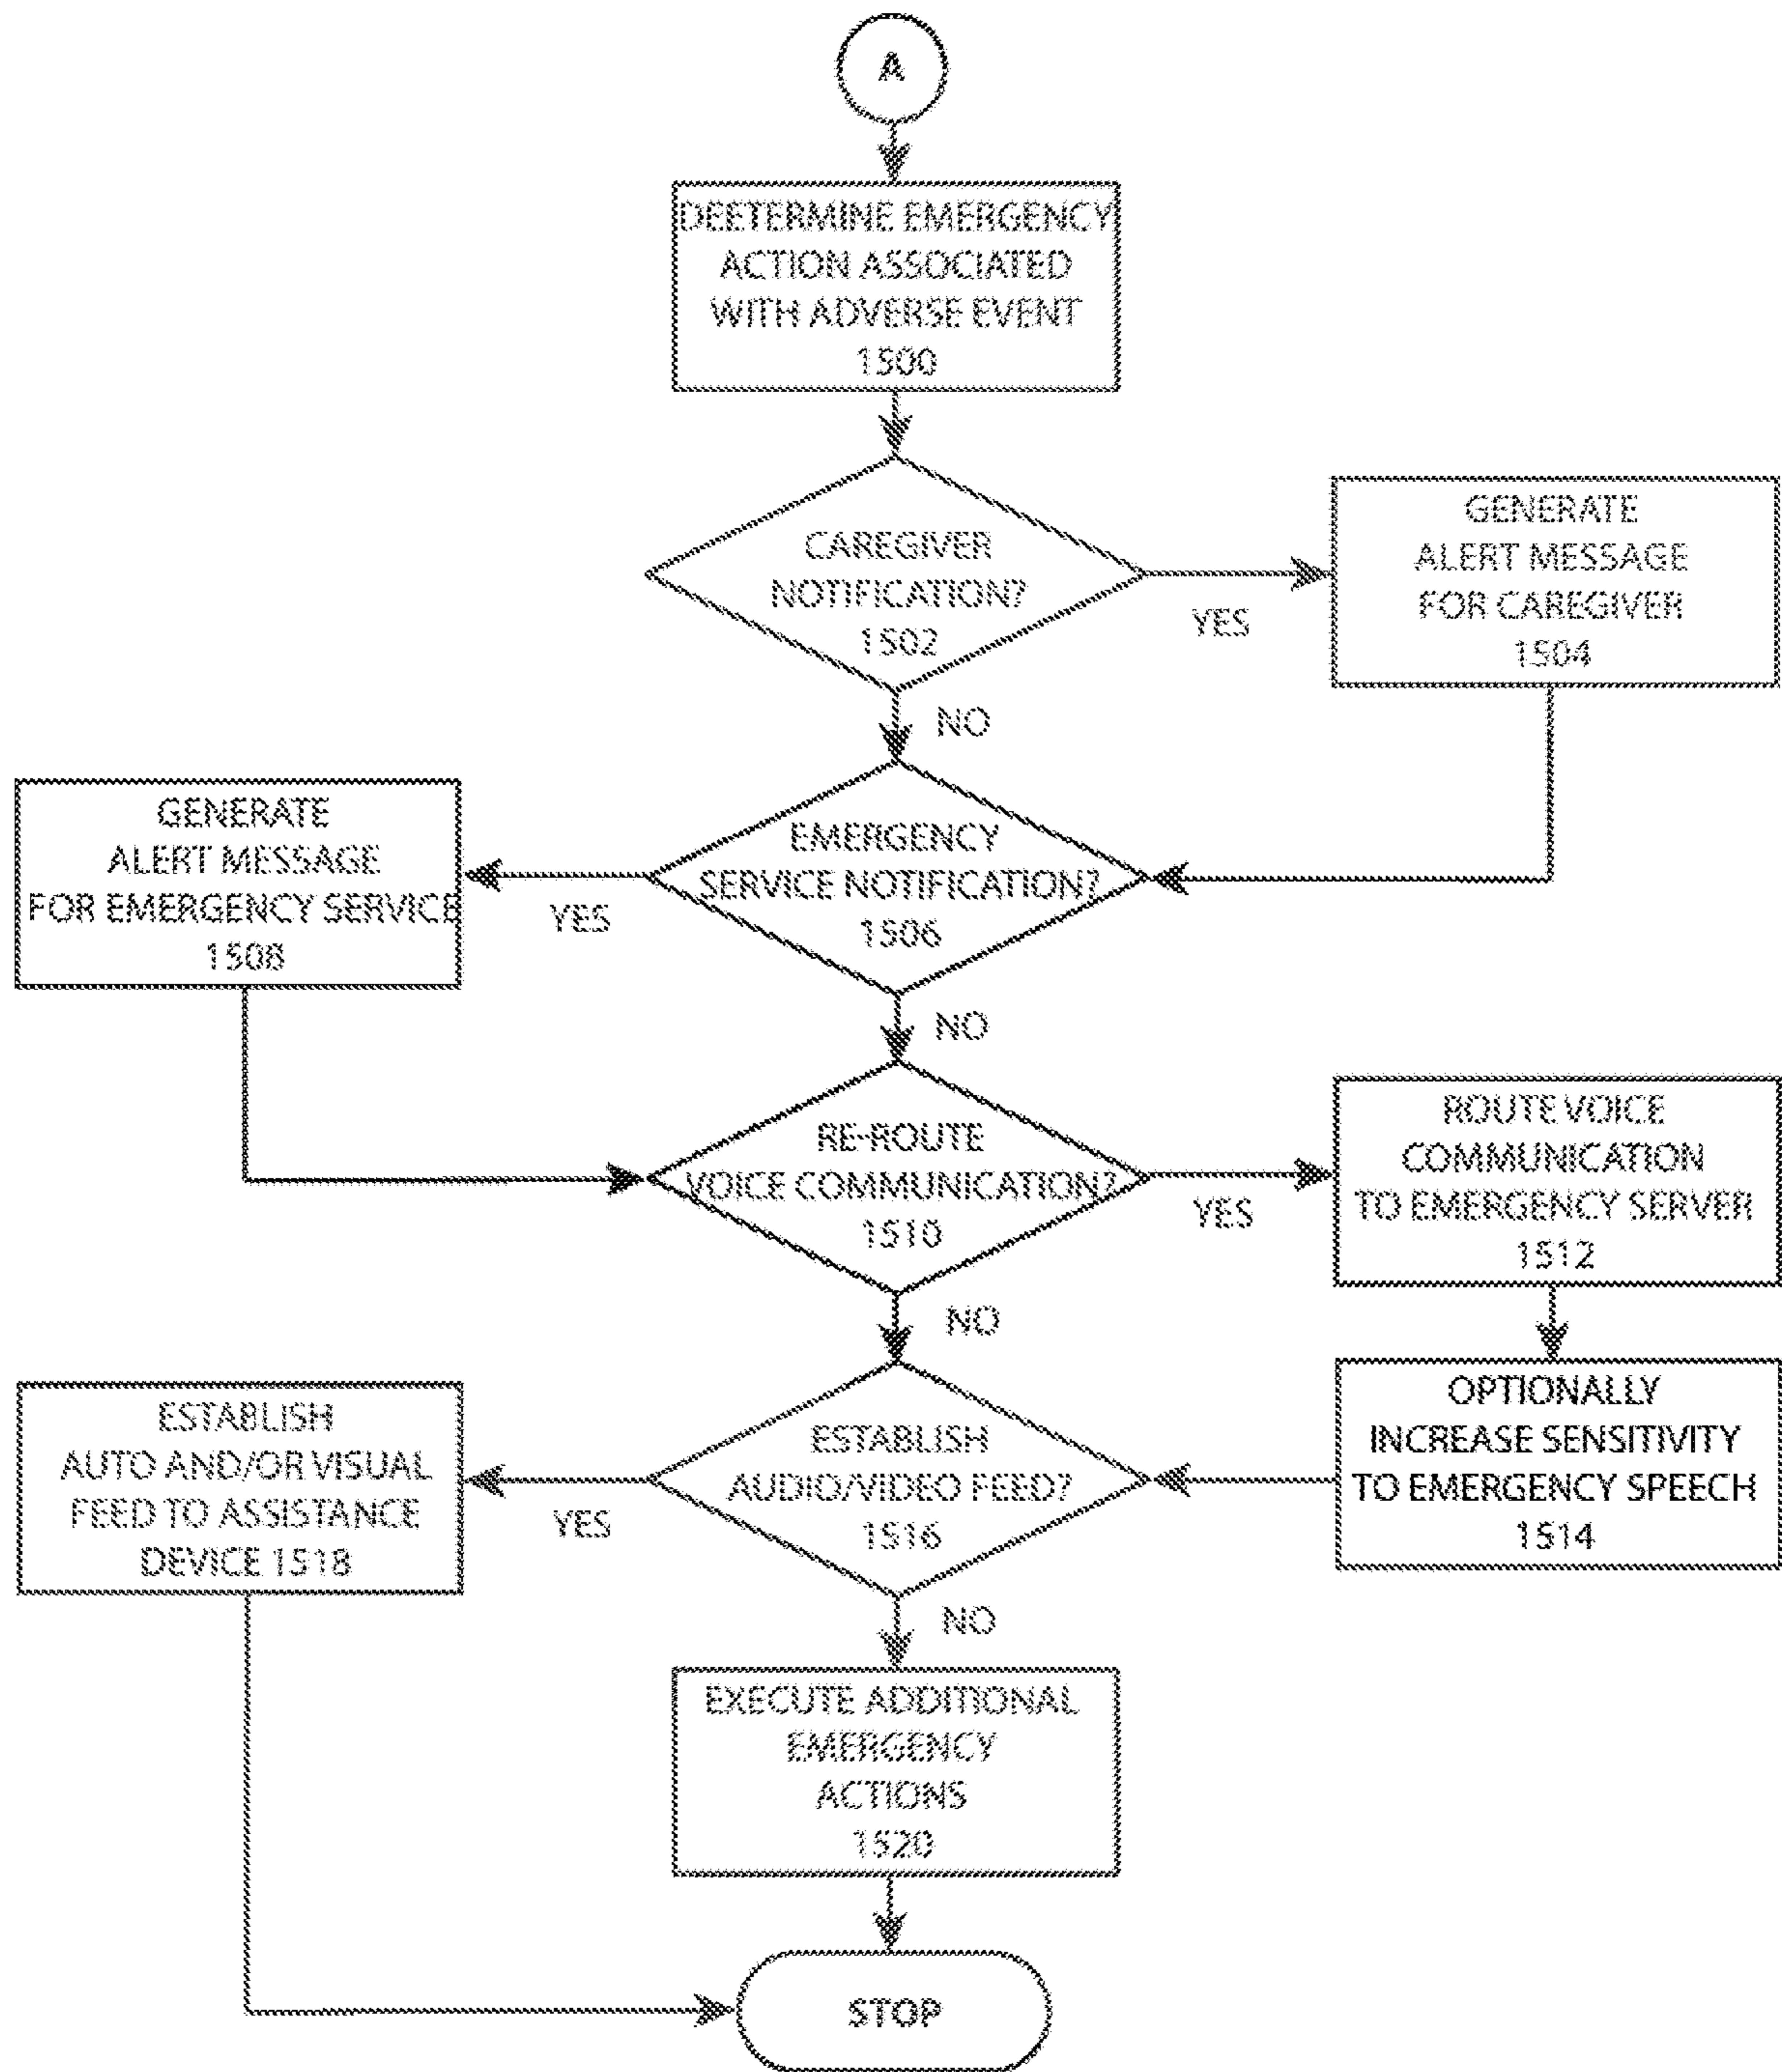 A
DEETERMINE EMERGENCY
ACTION ASSOCIATED
WITH ADVERSE EVENT
1500
CAREGIVER
NOTIFICATION?
1502
YES
GENERATE
ALERT MESSAGE
FOR CAREGIVER
1504
NO
GENERATE
ALERT MESSAGE
FOR EMERGENCY SERVICE
1508
YES
EMERGENCY
SERVICE NOTIFICATION?
1506
NO
RE-ROUTE
VOICE COMMUNICATION?
1510
YES
ROUTE VOICE
COMMUNICATION
TO EMERGENCY SERVER
1512
NO
OPTIONALLY
INCREASE SENSITIVITY
TO EMERGENCY SPEECH
1514
ESTABLISH
AUDIO/VIDEO FEED?
1516
YES
ESTABLISH
AUTO AND/OR VISUAL
FEED TO ASSISTANCE
DEVICE 1518
NO
EXECUTE ADDITIONAL
EMERGENCY
ACTIONS
1520
STOP